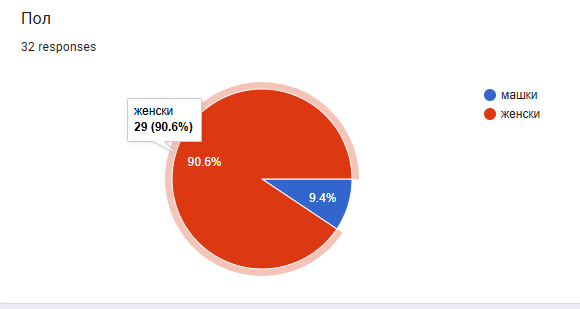 Пол
32 responses
женски
29 (90.6%)
90.6%
9.4%
машки
женски